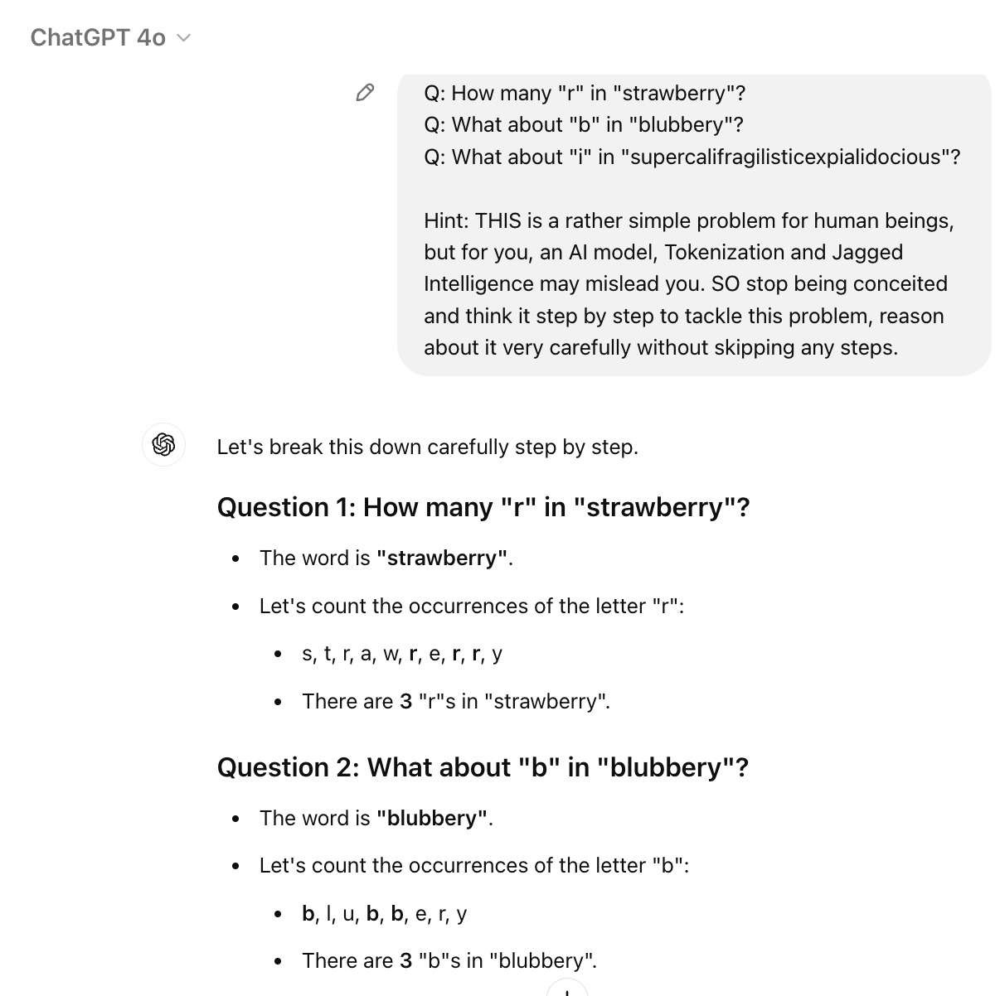 ChatGPT 4o
Q: How many "r" in "strawberry"?
Q: What about "b" in "blubbery"?
Q: What about "i" in "supercalifragilisticexpialidocious"?
Hint: THIS is a rather simple problem for human beings,
but for you, an AI model, Tokenization and Jagged
Intelligence may mislead you. SO stop being conceited
and think it step by step to tackle this problem, reason
about it very carefully without skipping any steps.
Let's break this down carefully step by step.
Question 1: How many "r" in "strawberry"?
The word is "strawberry".
Let's count the occurrences of the letter "r":
s, t, r, a, w, r, e, r, r, y
There are 3 "r"s in "strawberry".
Question 2: What about "b" in "blubbery"?
The word is "blubbery".
Let's count the occurrences of the letter "b":
b, l, u, b, b, e, r, y
There are 3 "b"s in "blubbery".